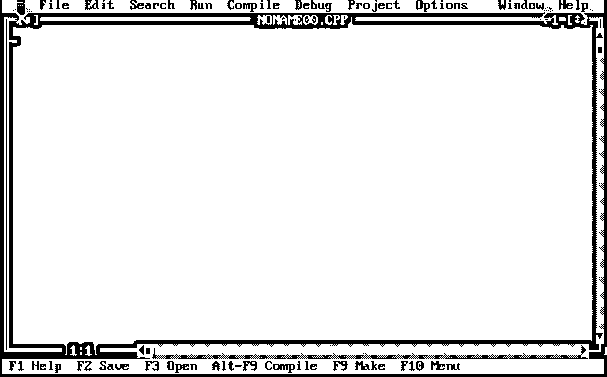 ≡ File Edit Search Run Compile Debug Project Options Window Help
[■] NONAME00.CPP 1=[↕]
1:1
F1 Help F2 Save F3 Open Alt-F9 Compile F9 Make F10 Menu